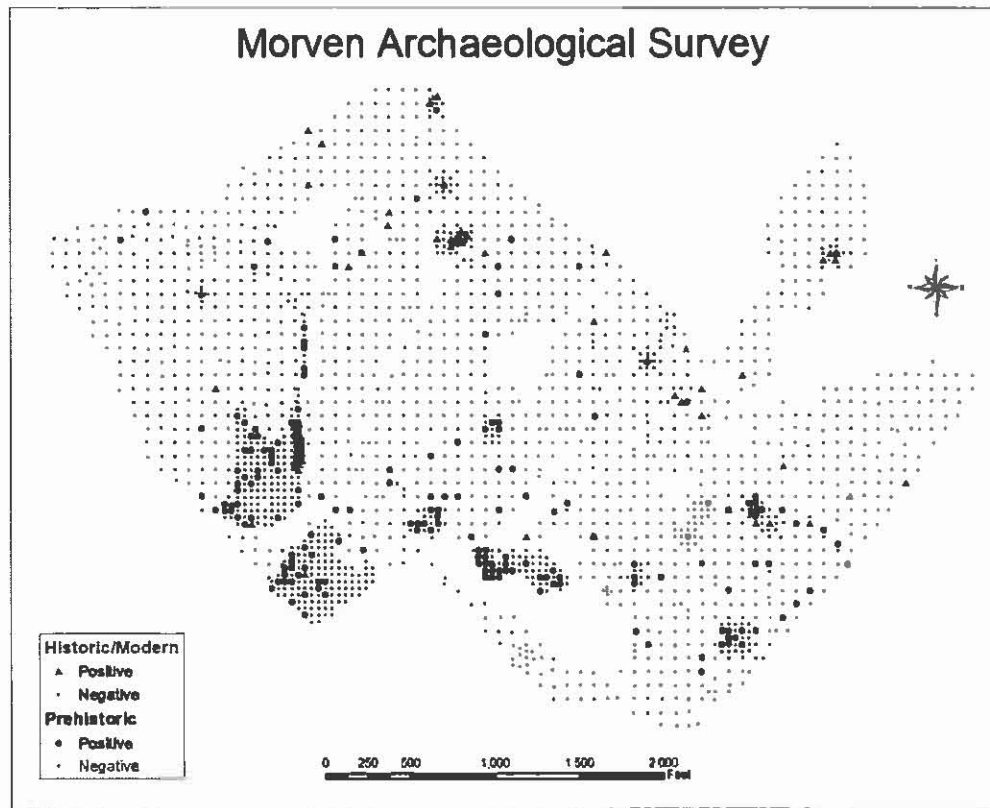 Morven Archaeological Survey
Historic/Modern
Positive
Negative
Prehistoric
Positive
Negative
0 250 500 1,000 1 500 2 000
Feet